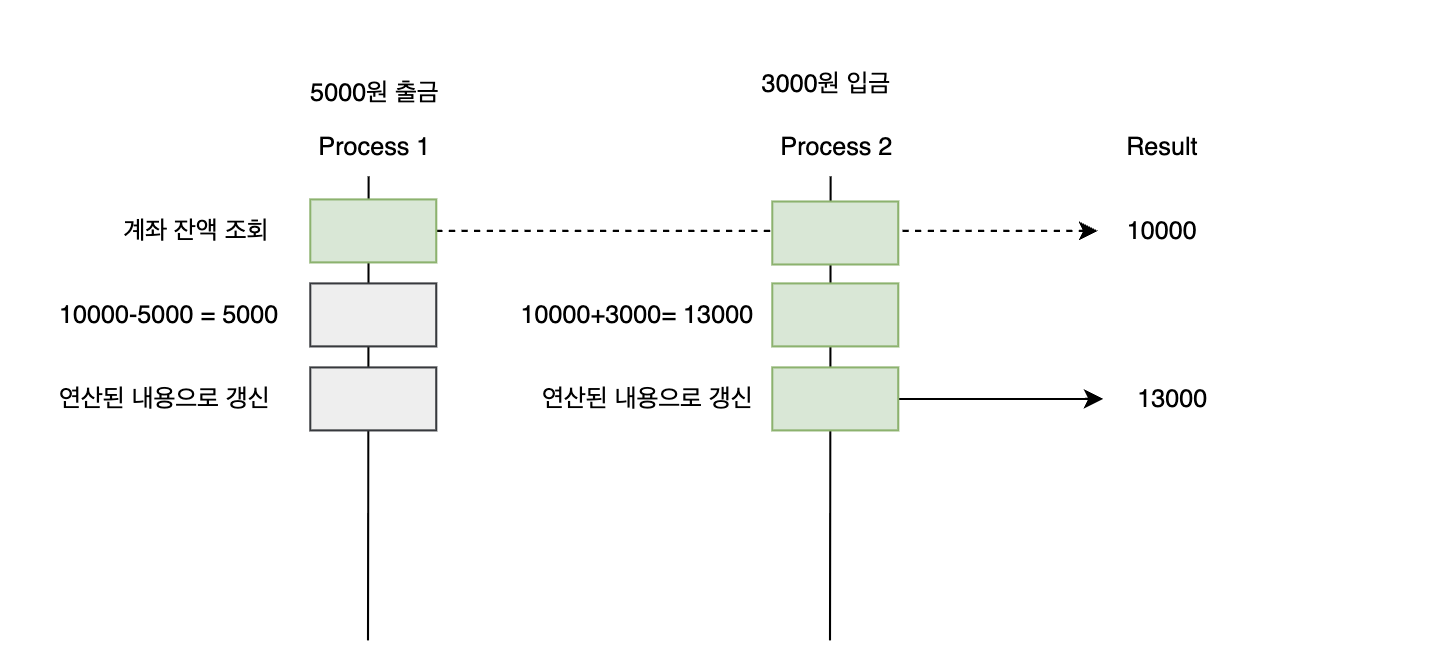 5000원 출금
3000원 입금
Process 1
Process 2
Result
계좌 잔액 조회
10000
10000-5000 = 5000
10000+3000= 13000
연산된 내용으로 갱신
연산된 내용으로 갱신
13000